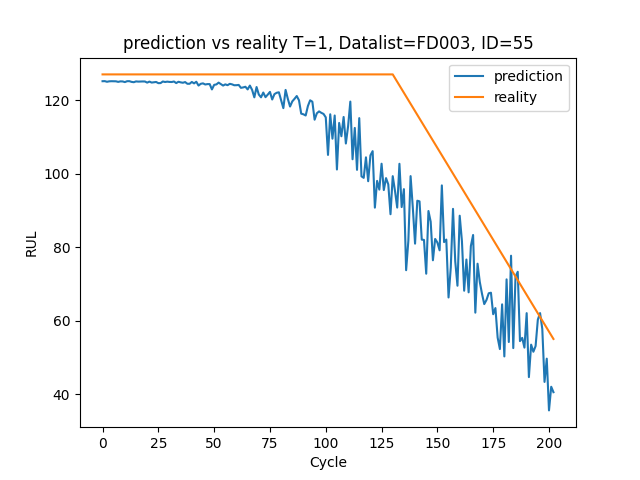 prediction vs reality T=1, Datalist=FD003, ID=55
prediction
reality
RUL
120
100
80
60
40
0 25 50 75 100 125 150 175 200
Cycle